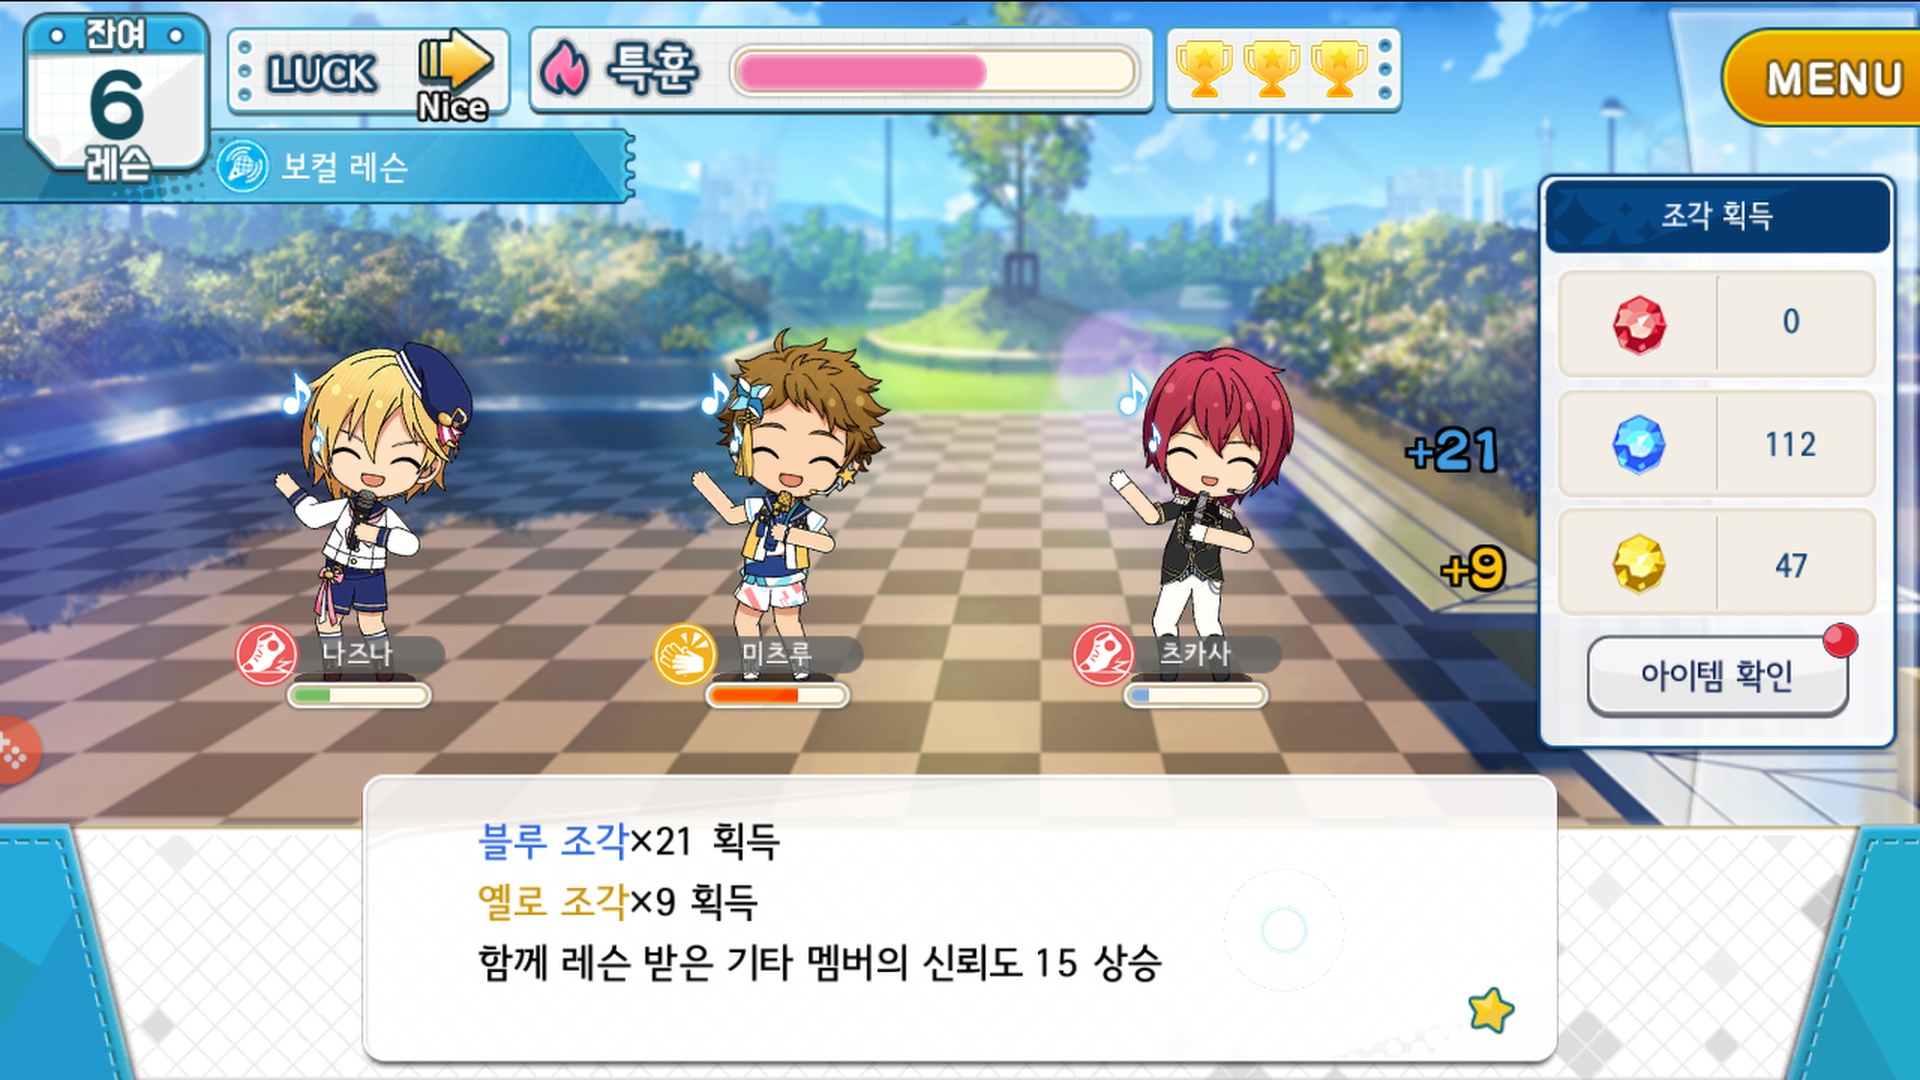 잔여
6
레슨
LUCK
Nice
특훈
MENU
보컬 레슨
조각 획득
0
112
47
아이템 확인
+21
+9
나즈나
미츠루
츠카사
블루 조각×21 획득
옐로 조각×9 획득
함께 레슨 받은 기타 멤버의 신뢰도 15 상승